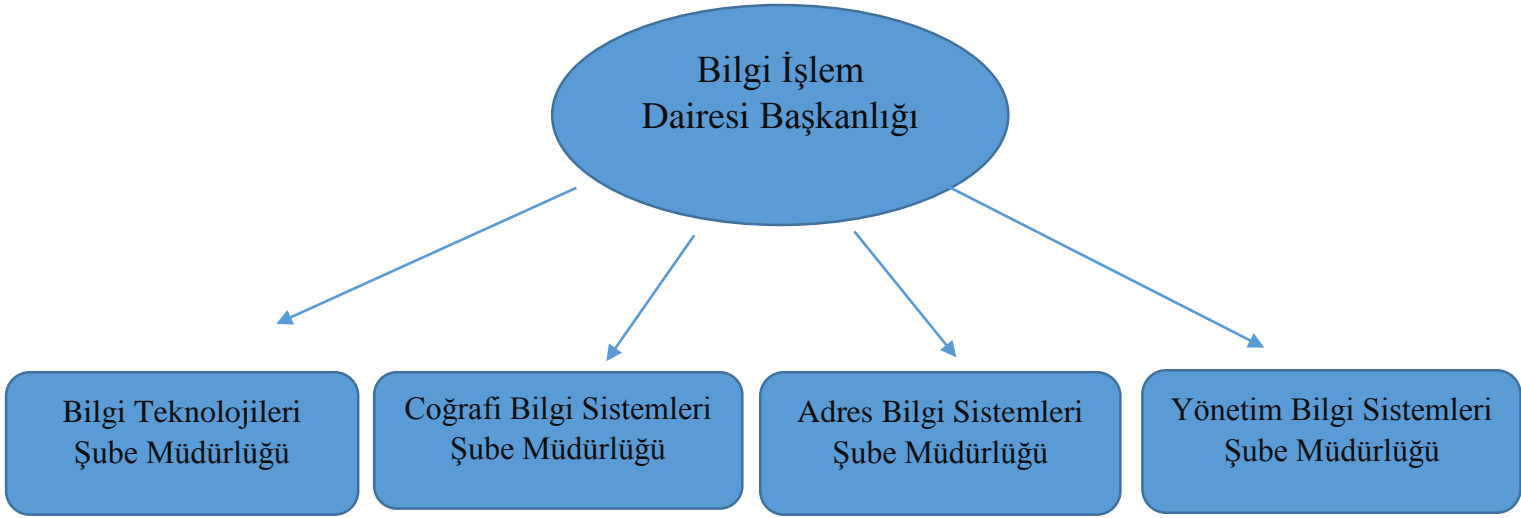 Bilgi İşlem
Dairesi Başkanlığı
Bilgi Teknolojileri
Şube Müdürlüğü
Coğrafi Bilgi Sistemleri
Şube Müdürlüğü
Adres Bilgi Sistemleri
Şube Müdürlüğü
Yönetim Bilgi Sistemleri
Şube Müdürlüğü